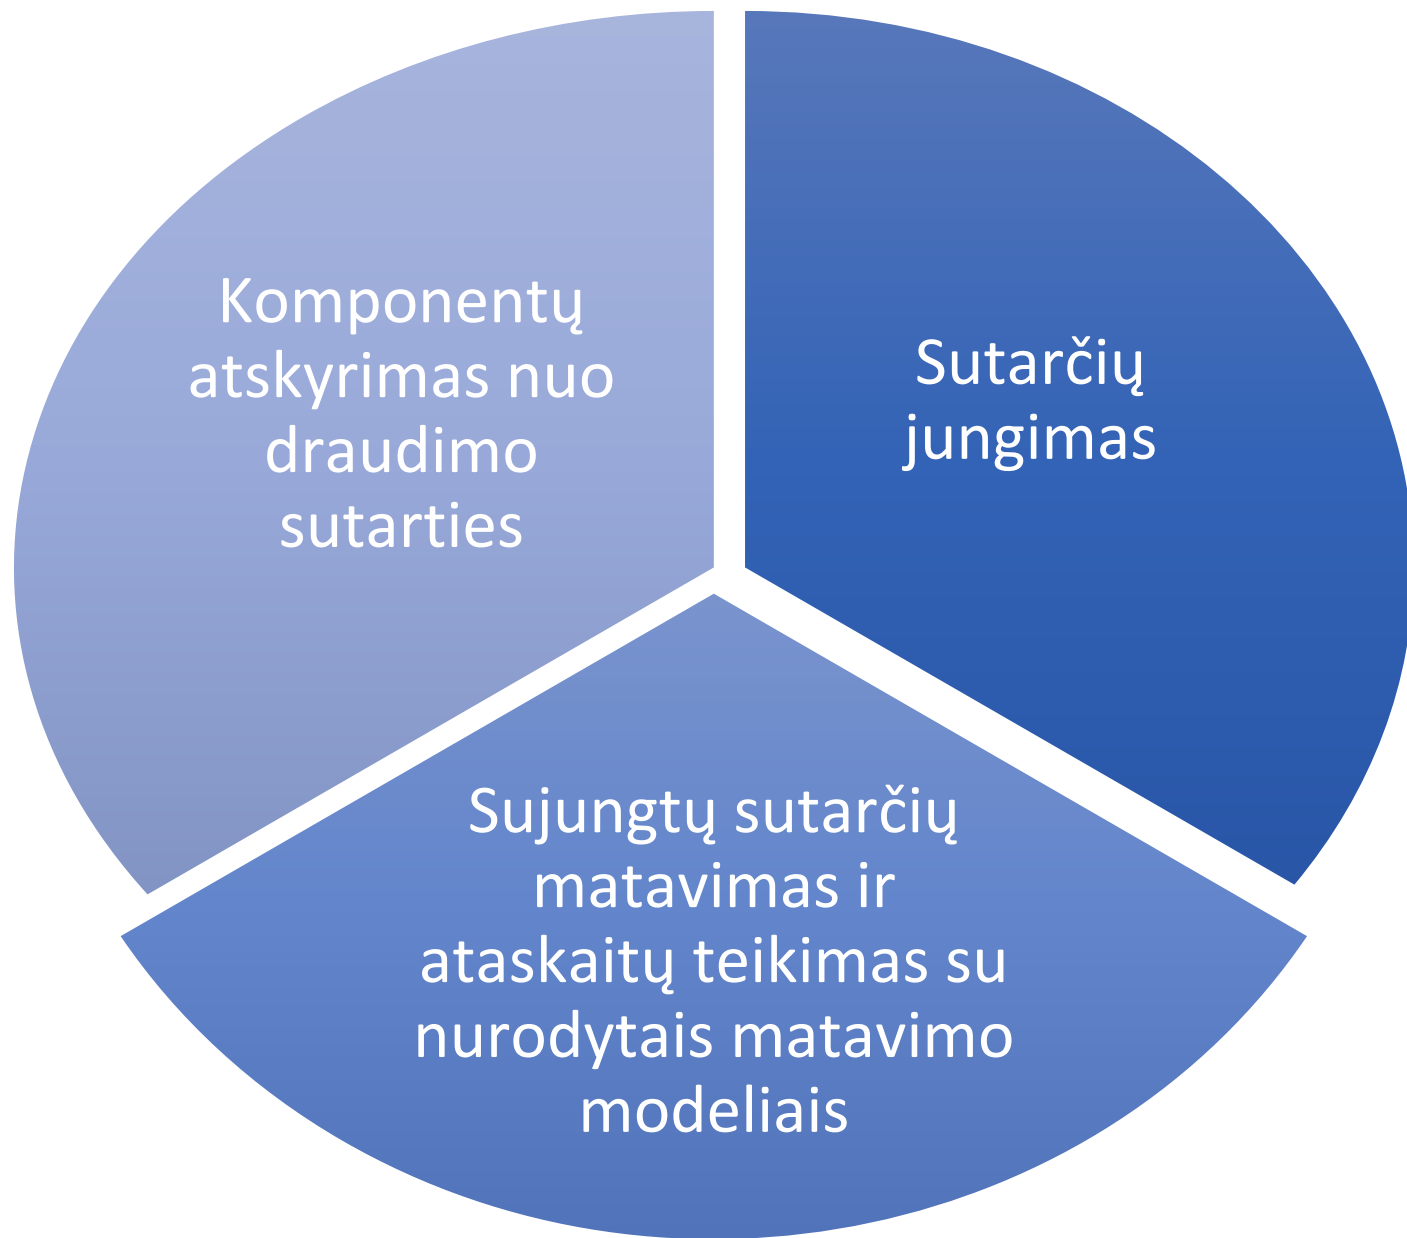 Komponentų
atskyrimas nuo
draudimo
sutarties
Sutarčių
jungimas
Sujungtų sutarčių
matavimas ir
ataskaitų teikimas su
nurodytais matavimo
modeliais